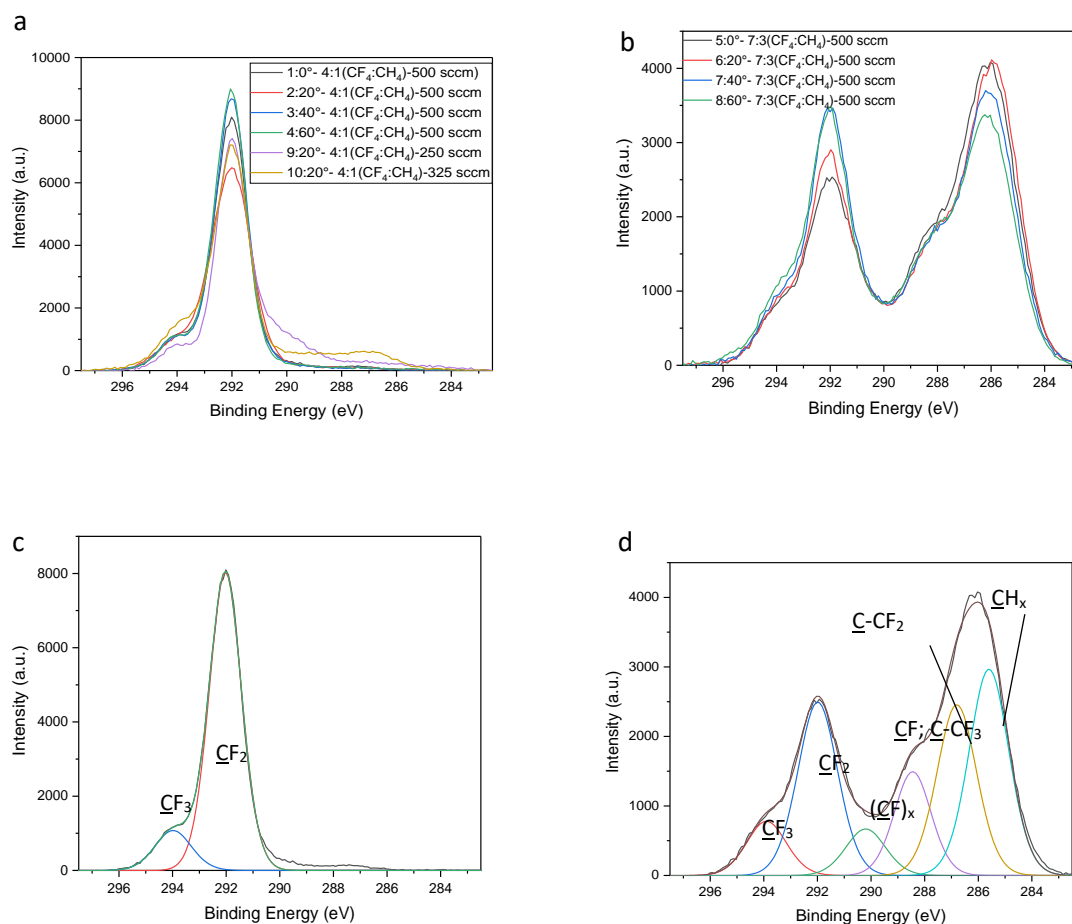 a
10000
8000
6000
4000
2000
0
Intensity (a.u.)
1:0°- 4:1(CF₄:CH₄)-500 sccm)
2:20°- 4:1(CF₄:CH₄)-500 sccm
3:40°- 4:1(CF₄:CH₄)-500 sccm
4:60°- 4:1(CF₄:CH₄)-500 sccm
9:20°- 4:1(CF₄:CH₄)-250 sccm
10:20°- 4:1(CF₄:CH₄)-325 sccm
296 294 292 290 288 286 284
Binding Energy (eV)
b
4000
3000
2000
1000
0
Intensity (a.u.)
5:0°- 7:3(CF₄:CH₄)-500 sccm
6:20°- 7:3(CF₄:CH₄)-500 sccm
7:40°- 7:3(CF₄:CH₄)-500 sccm
8:60°- 7:3(CF₄:CH₄)-500 sccm
296 294 292 290 288 286 284
Binding Energy (eV)
c
8000
6000
4000
2000
0
Intensity (a.u.)
CF₂
CF₃
296 294 292 290 288 286 284
Binding Energy (eV)
d
4000
3000
2000
1000
0
Intensity (a.u.)
CHₓ
C-CF₂
CF; C-CF₃
CF₂
(CF)ₓ
CF₃
296 294 292 290 288 286 284
Binding Energy (eV)